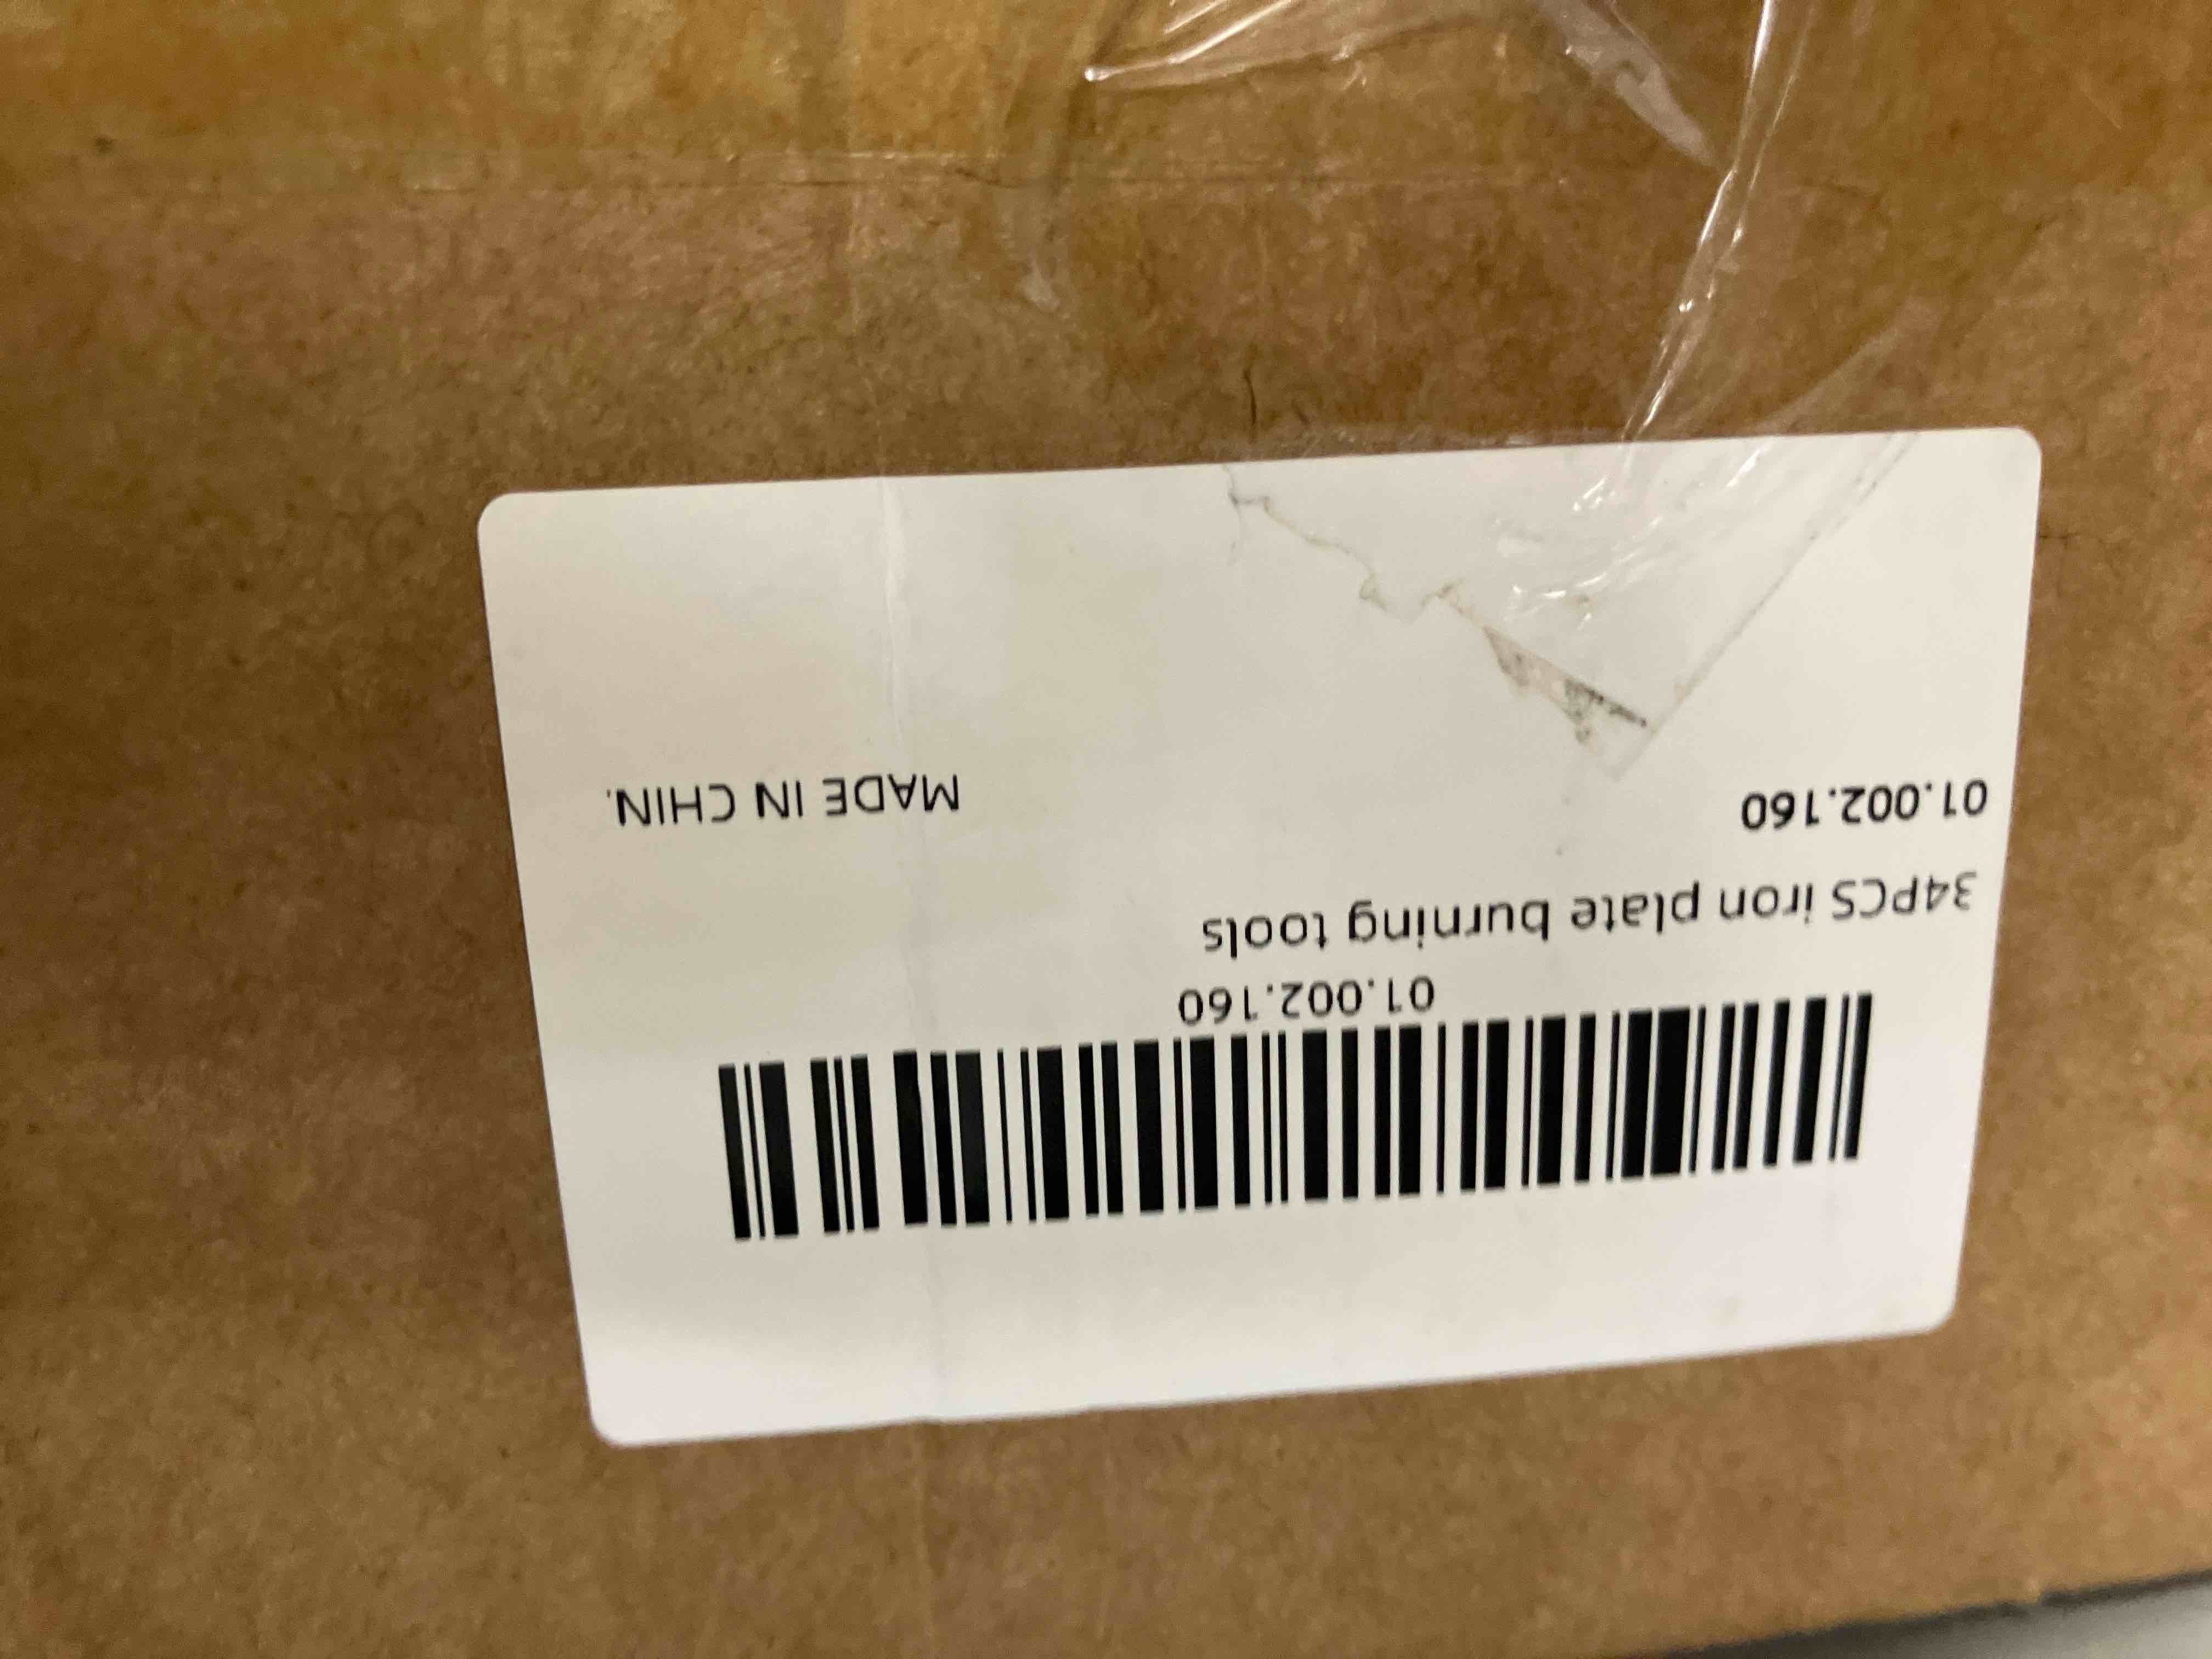 01.002.160
34PCS iron plate burning tools
01.002.160
MADE IN CHIN.